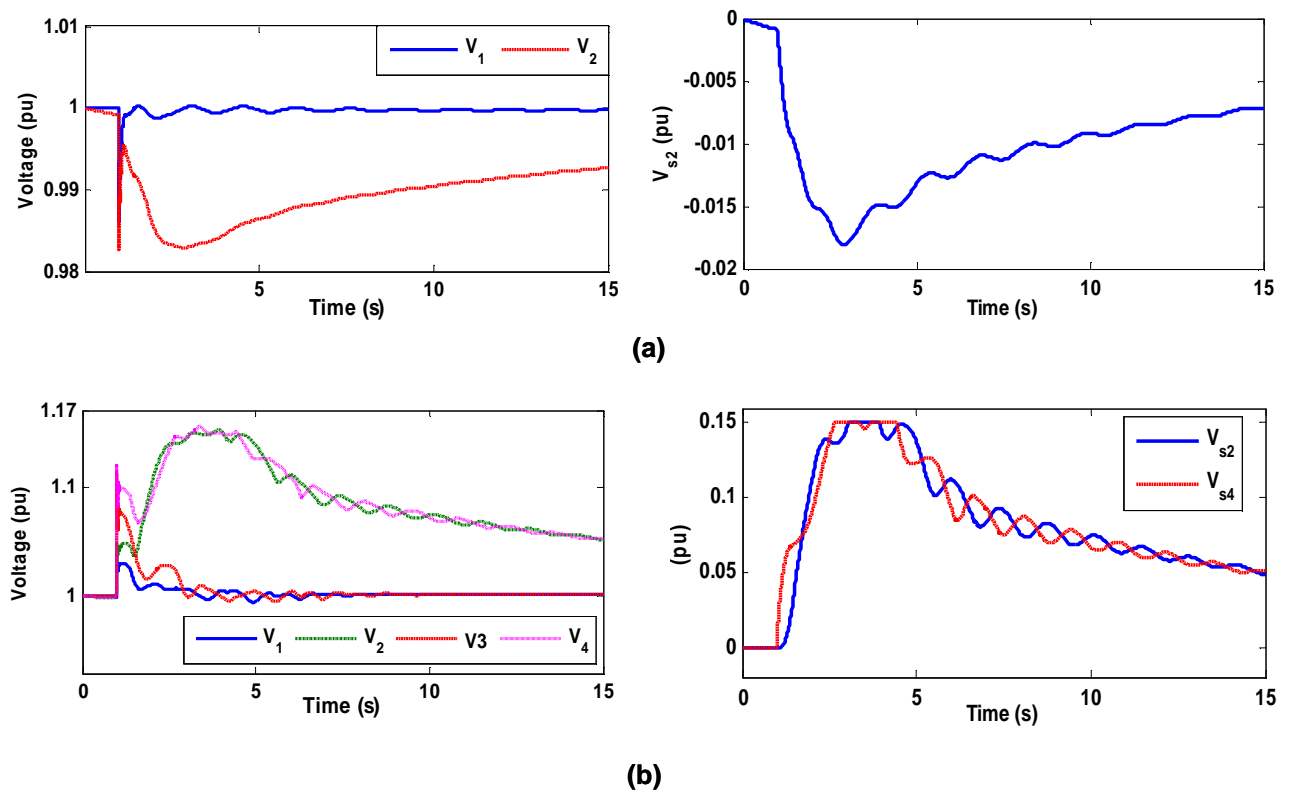 1.01
1
0.99
0.98
Voltage (pu)
V1 V2
5 10 15
Time (s)
0
-0.005
-0.01
-0.015
-0.02
Vs2 (pu)
0 5 10 15
Time (s)
(a)
1.17
1.1
1
Voltage (pu)
V1 V2 V3 V4
0 5 10 15
Time (s)
0.15
0.1
0.05
0
(pu)
Vs2
Vs4
0 5 10 15
Time (s)
(b)